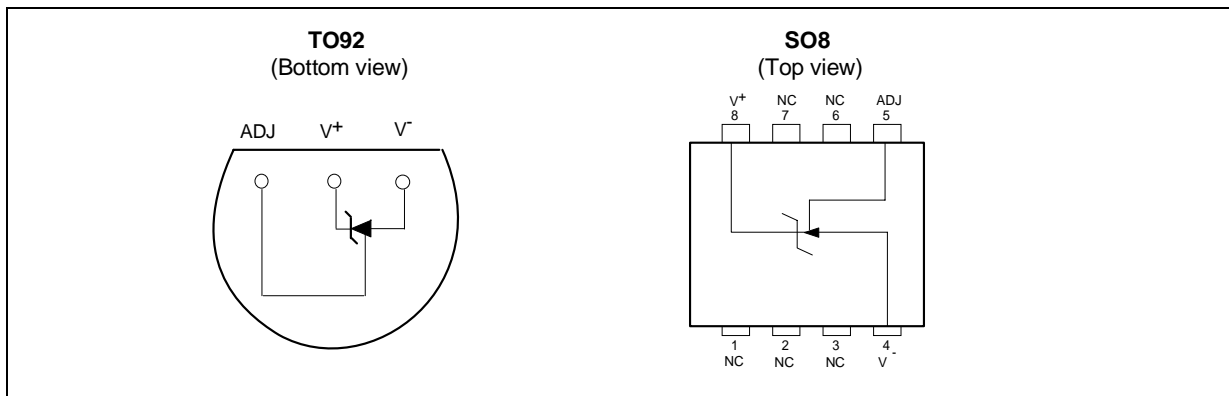 TO92
(Bottom view)
ADJ V+ V-
SO8
(Top view)
V+ NC NC ADJ
8 7 6 5
1 2 3 4
NC NC NC V-